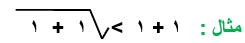 مثال : ١ + ١ > √١ + ١